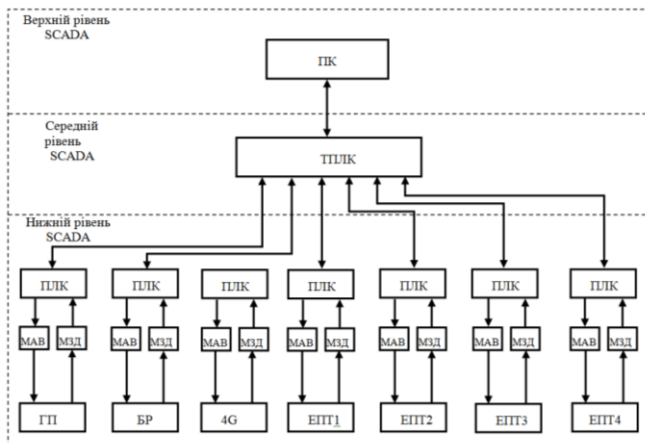 Верхній рівень
SCADA
ПК
Середній
рівень
SCADA
ТПЛК
Нижній рівень
SCADA
ПЛК ПЛК ПЛК ПЛК ПЛК ПЛК ПЛК
МАВ МЗД МАВ МЗД МАВ МЗД МАВ МЗД МАВ МЗД МАВ МЗД МАВ МЗД
ГП БР 4G ЕПТ1 ЕПТ2 ЕПТ3 ЕПТ4